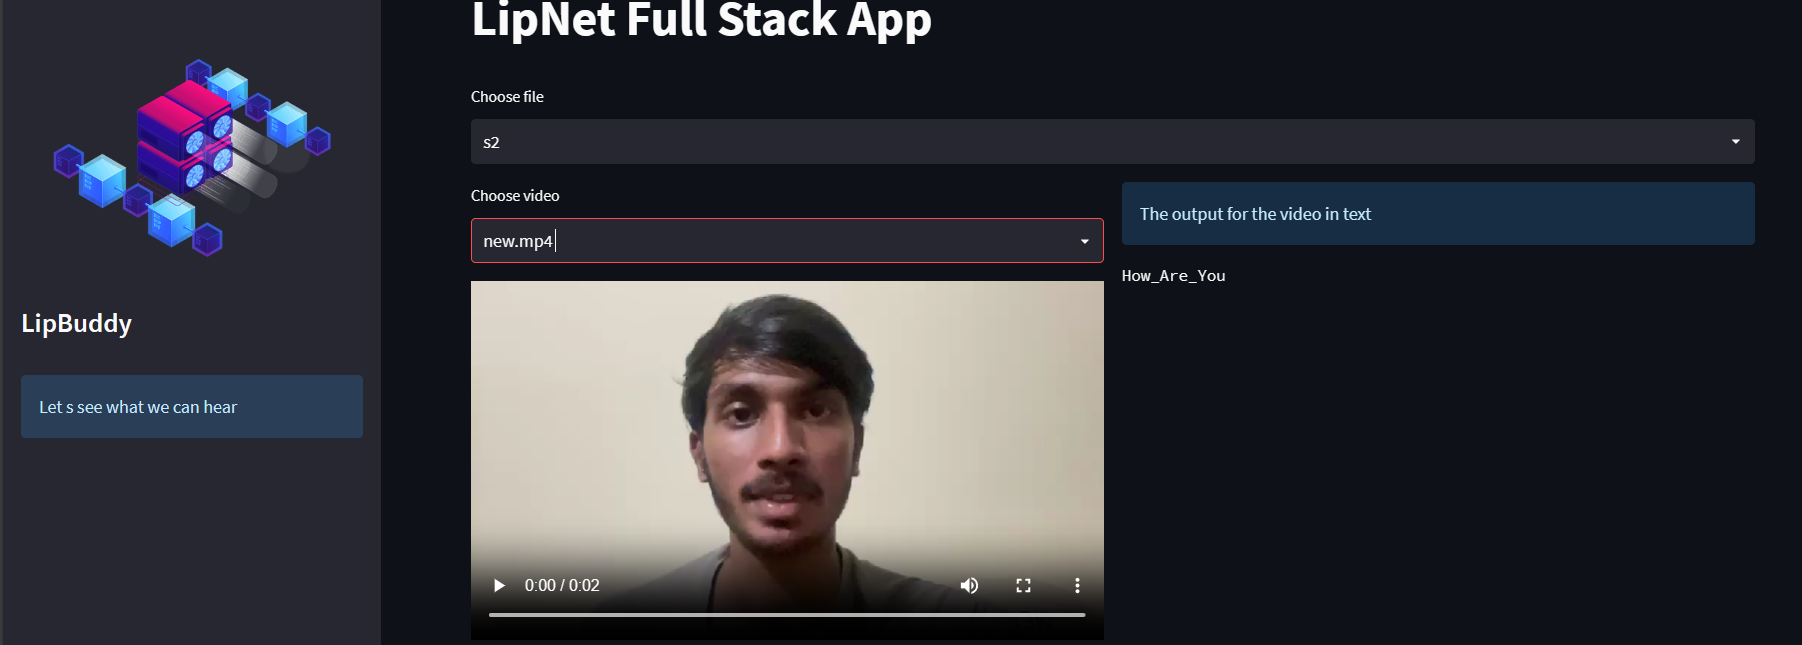 LipNet Full Stack App
Choose file
s2
Choose video
new.mp4
The output for the video in text
How_Are_You
0:00 / 0:02
LipBuddy
Let s see what we can hear